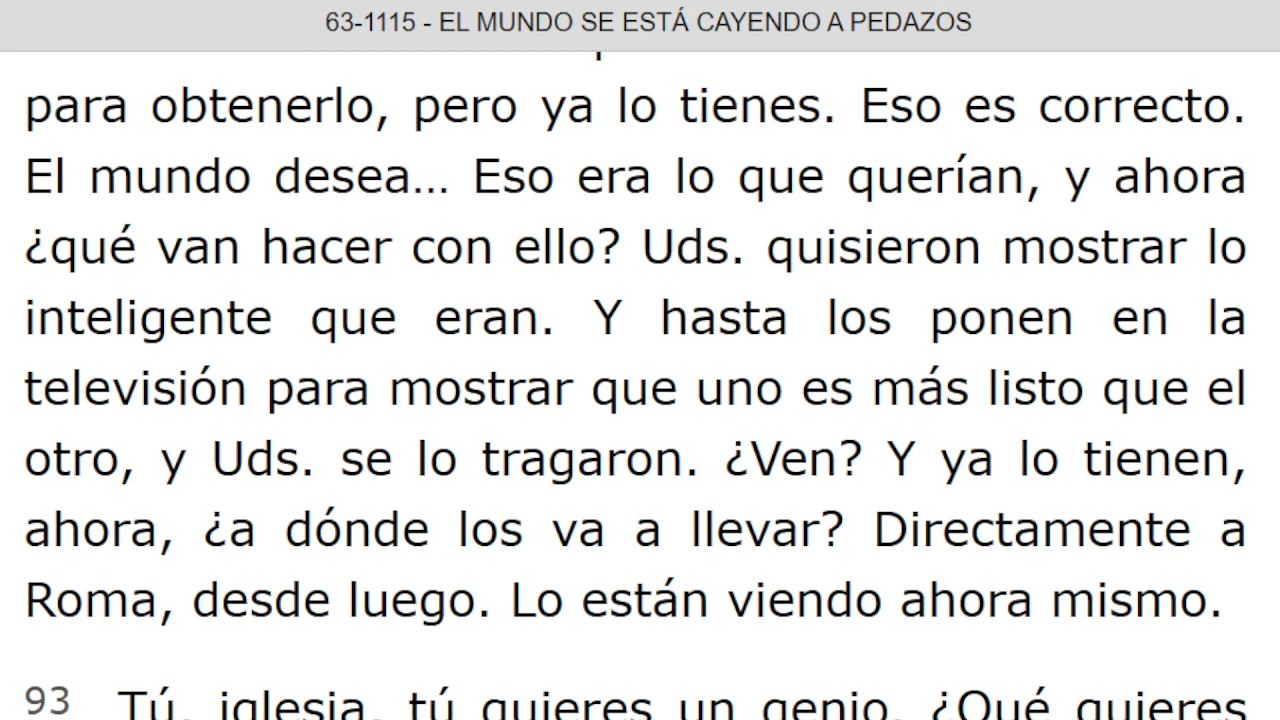 63-1115 - EL MUNDO SE ESTÁ CAYENDO A PEDAZOS
para obtenerlo, pero ya lo tienes. Eso es correcto.
El mundo desea... Eso era lo que querían, y ahora
¿qué van hacer con ello? Uds. quisieron mostrar lo
inteligente que eran. Y hasta los ponen en la
televisión para mostrar que uno es más listo que el
otro, y Uds. se lo tragaron. ¿Ven? Y ya lo tienen,
ahora, ¿a dónde los va a llevar? Directamente a
Roma, desde luego. Lo están viendo ahora mismo.
93 Tú, iglesia, tú quieres un genio. ¿Qué quieres